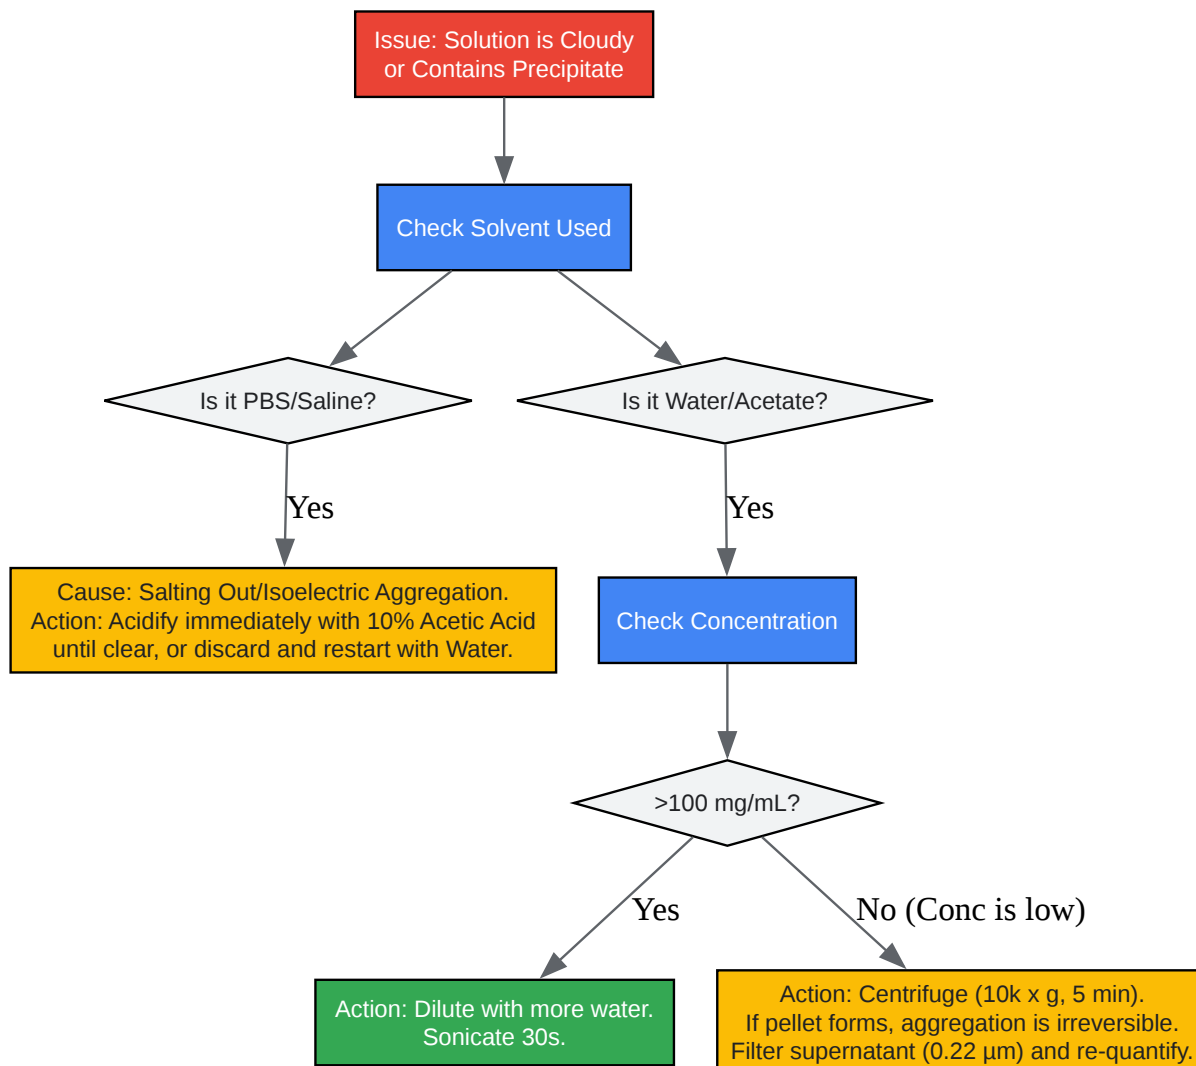 Issue: Solution is Cloudy
or Contains Precipitate
Check Solvent Used
Is it PBS/Saline?
Is it Water/Acetate?
Yes
Yes
Cause: Salting Out/Isoelectric Aggregation.
Action: Acidify immediately with 10% Acetic Acid
until clear, or discard and restart with Water.
Check Concentration
>100 mg/mL?
Yes
No (Conc is low)
Action: Dilute with more water.
Sonicate 30s.
Action: Centrifuge (10k x g, 5 min).
If pellet forms, aggregation is irreversible.
Filter supernatant (0.22 µm) and re-quantify.